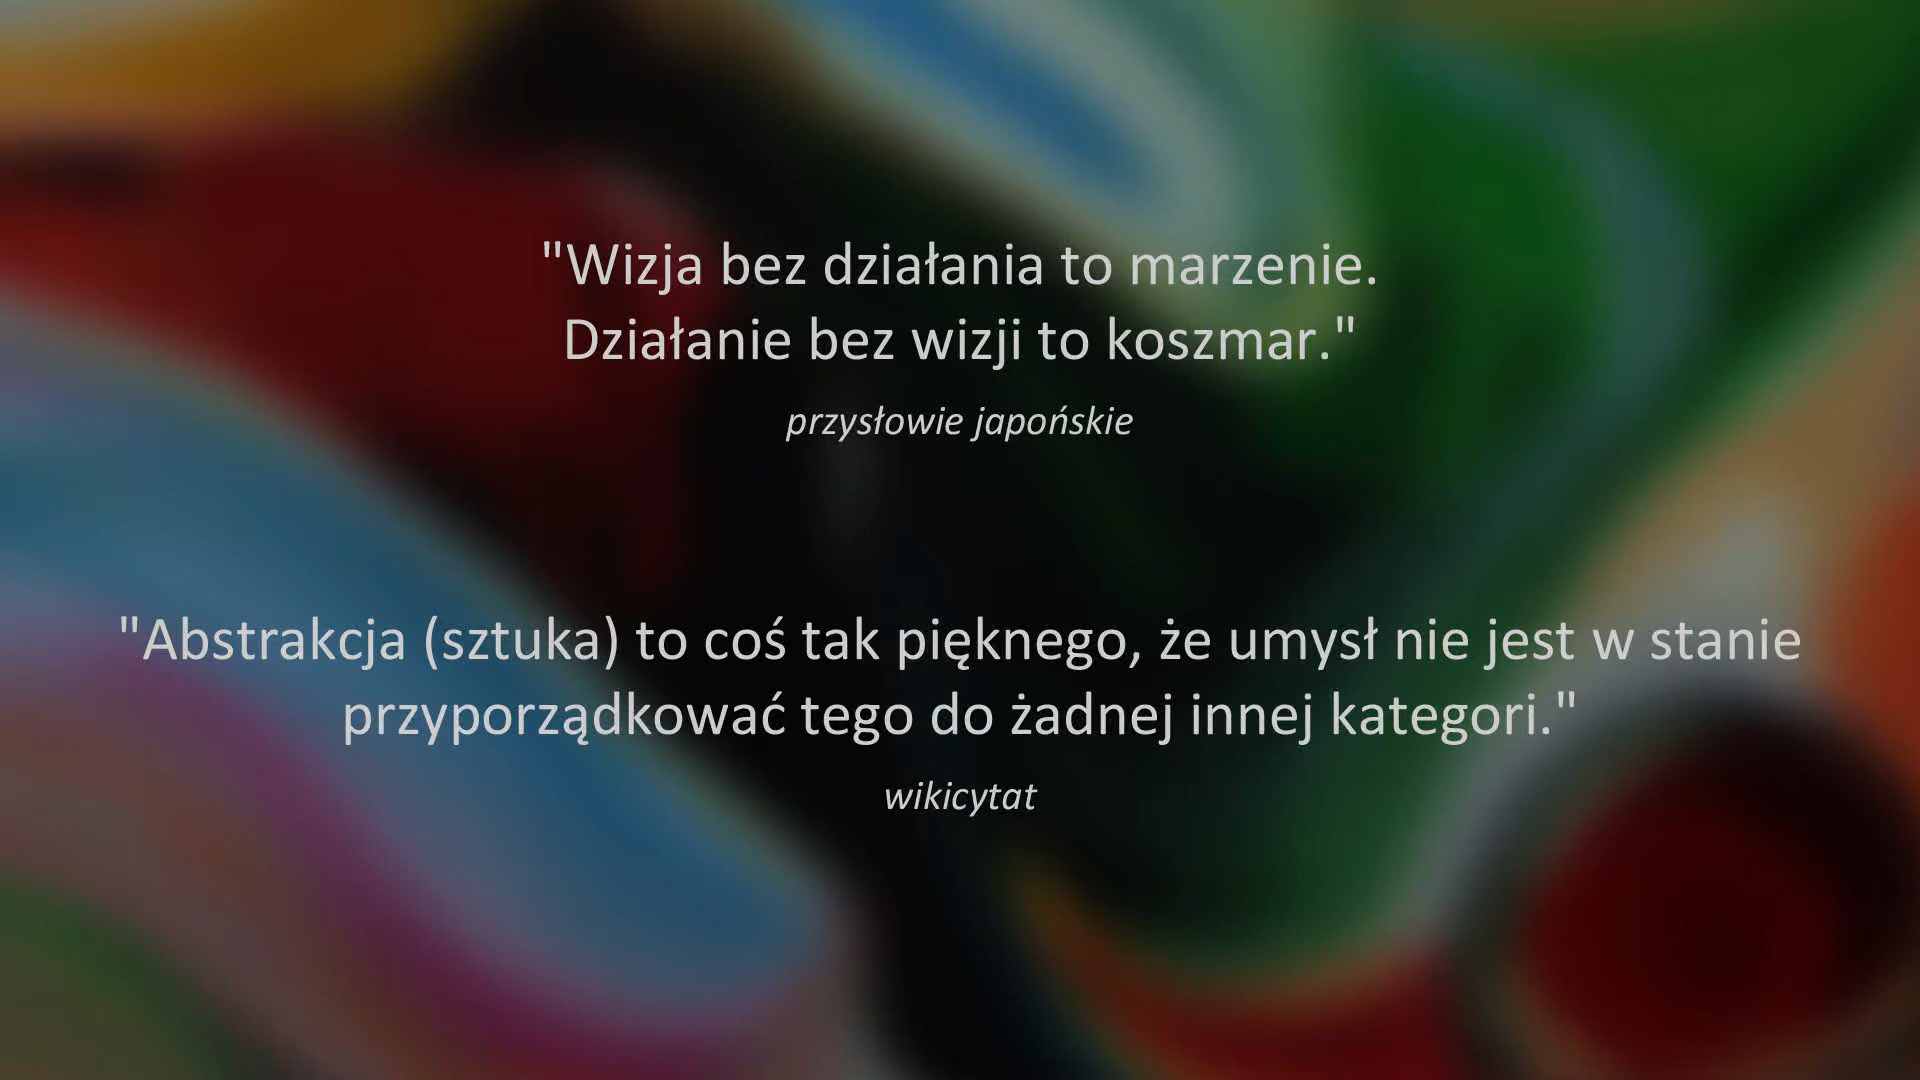 "Wizja bez działania to marzenie.
Działanie bez wizji to koszmar."
przysłowie japońskie
"Abstrakcja (sztuka) to coś tak pięknego, że umysł nie jest w stanie
przyporządkować tego do żadnej innej kategori."
wikicytat